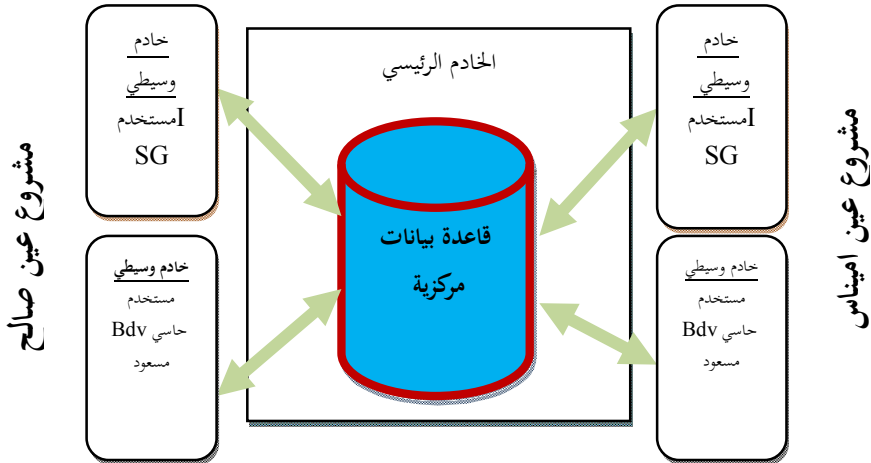 خادم
وسيطي
Iمستخدم
SG
خادم وسيطي
مستخدم
حاسي Bdv
مسعود
مشروع عين اميناس
الخادم الرئيسي
قاعدة بيانات
مركزية
خادم
وسيطي
Iمستخدم
SG
خادم وسيطي
مستخدم
حاسي Bdv
مسعود
مشروع عين صالح